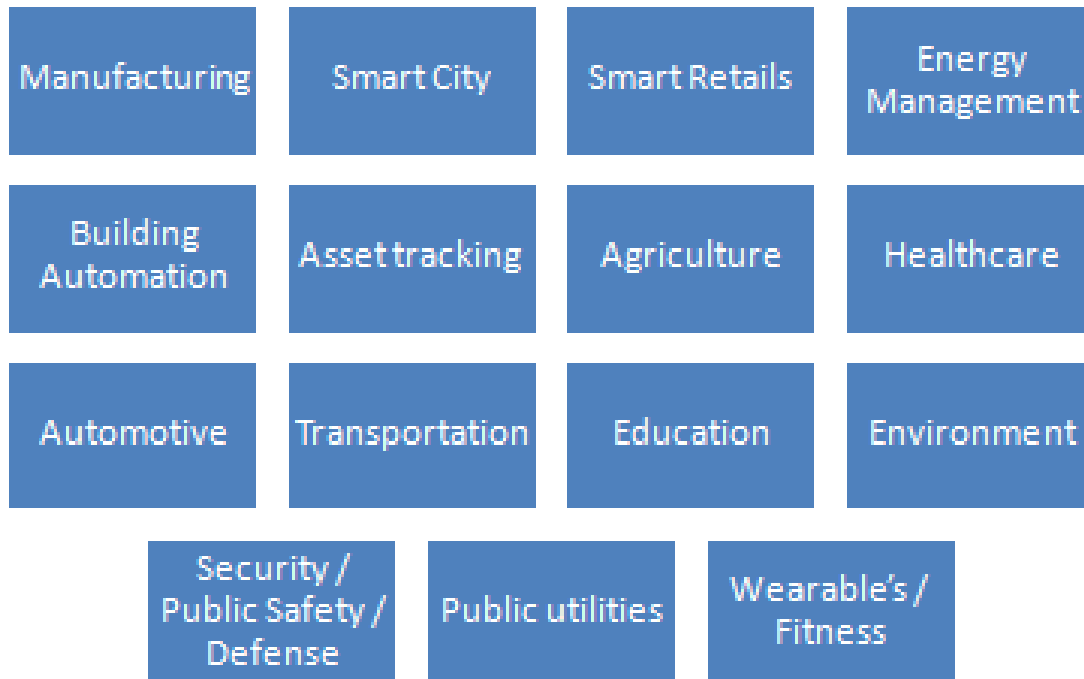 Manufacturing
Smart City
Smart Retails
Energy
Management
Building
Automation
Asset tracking
Agriculture
Healthcare
Automotive
Transportation
Education
Environment
Security /
Public Safety /
Defense
Public utilities
Wearable’s /
Fitness